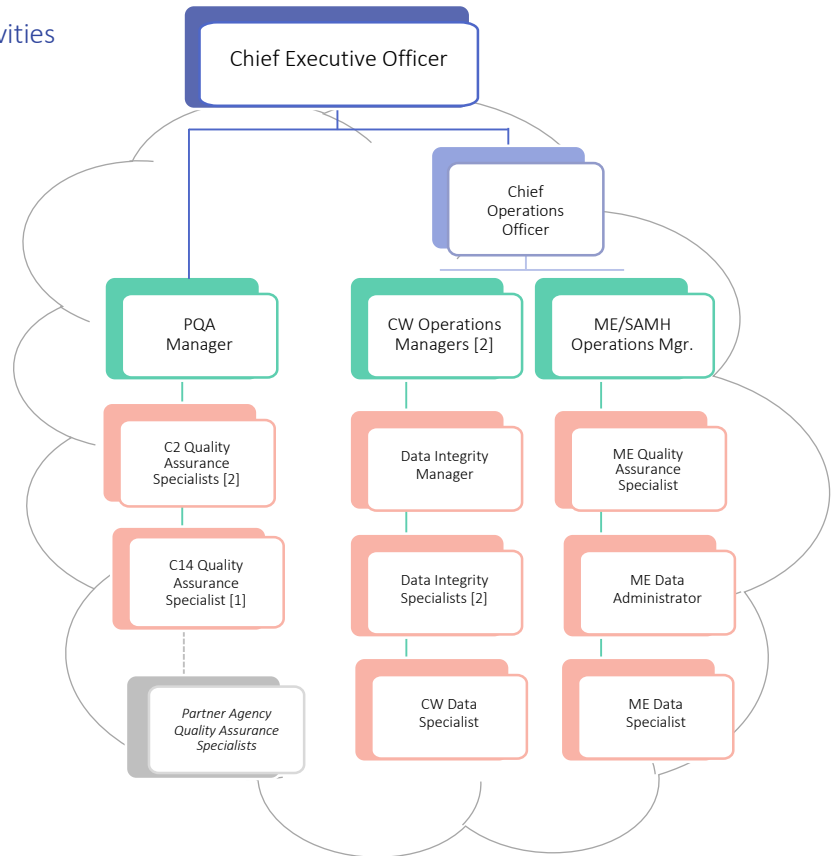 Chief Executive Officer
Chief
Operations
Officer
PQA
Manager
CW Operations
Managers [2]
ME/SAMH
Operations Mgr.
C2 Quality
Assurance
Specialists [2]
Data Integrity
Manager
ME Quality
Assurance
Specialist
C14 Quality
Assurance
Specialist [1]
Data Integrity
Specialists [2]
ME Data
Administrator
Partner Agency
Quality Assurance
Specialists
CW Data
Specialist
ME Data
Specialist